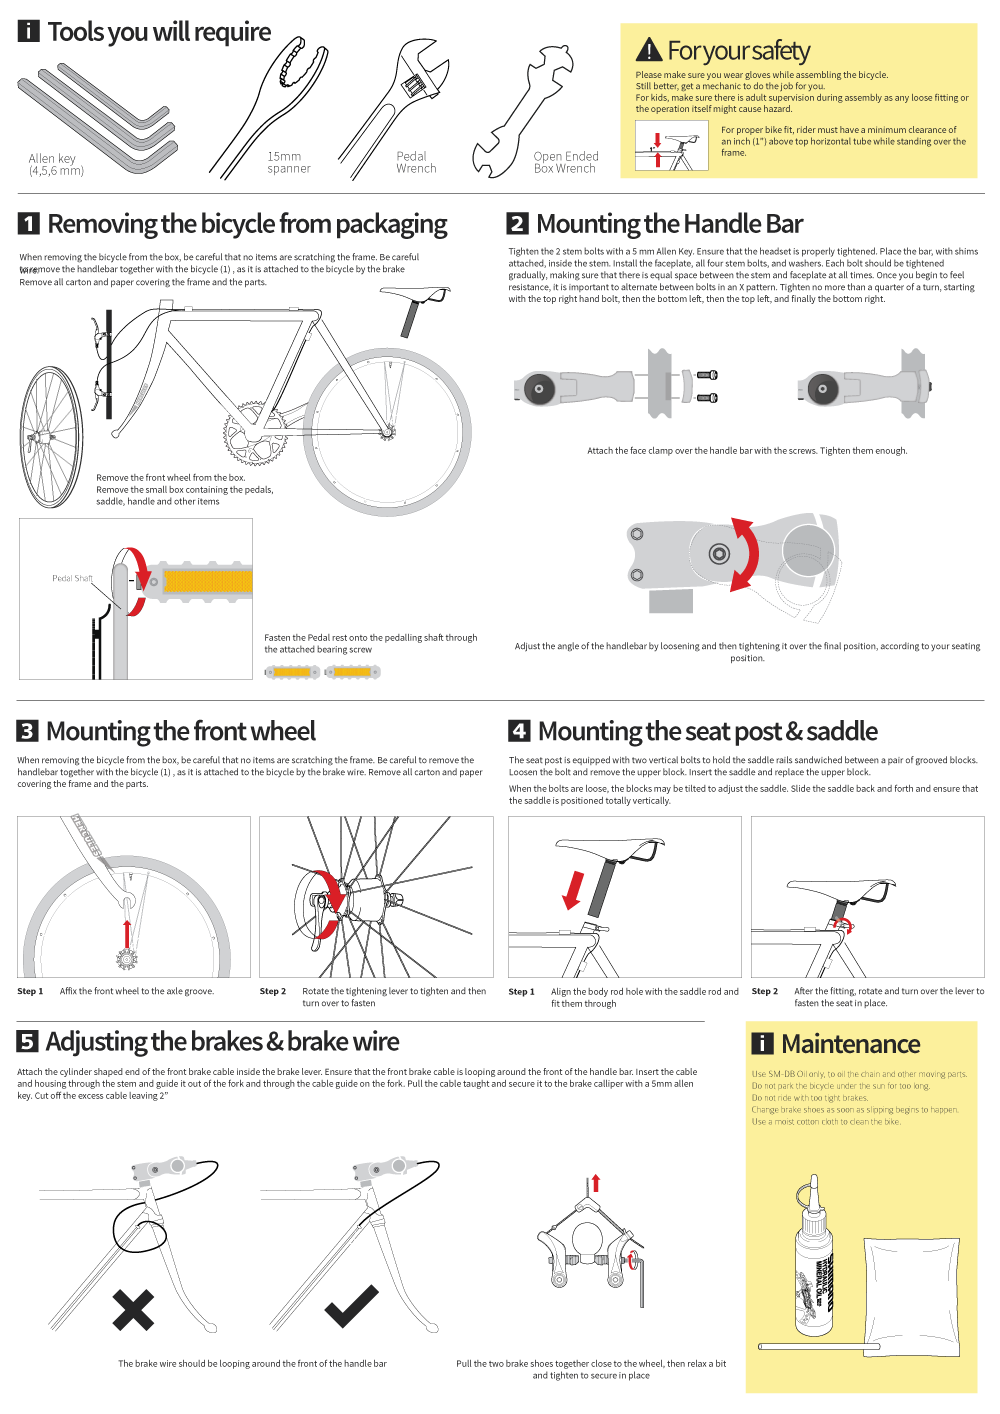 i Tools you will require
Allen key
(4,5,6 mm)
15mm
spanner
Pedal
Wrench
Open Ended
Box Wrench
For your safety
Please make sure you wear gloves while assembling the bicycle.
Still better, get a mechanic to do the job for you.
For kids, make sure there is adult supervision during assembly as any loose fitting or
the operation itself might cause hazard.
1"
For proper bike fit, rider must have a minimum clearance of
an inch (1") above top horizontal tube while standing over the
frame.
1 Removing the bicycle from packaging
When removing the bicycle from the box, be careful that no items are scratching the frame. Be careful
to remove the handlebar together with the bicycle (1) , as it is attached to the bicycle by the brake
wire.
Remove all carton and paper covering the frame and the parts.
Remove the front wheel from the box.
Remove the small box containing the pedals,
saddle, handle and other items
Pedal Shaft
Fasten the Pedal rest onto the pedalling shaft through
the attached bearing screw
2 Mounting the Handle Bar
Tighten the 2 stem bolts with a 5 mm Allen Key. Ensure that the headset is properly tightened. Place the bar, with shims
attached, inside the stem. Install the faceplate, all four stem bolts, and washers. Each bolt should be tightened
gradually, making sure that there is equal space between the stem and faceplate at all times. Once you begin to feel
resistance, it is important to alternate between bolts in an X pattern. Tighten no more than a quarter of a turn, starting
with the top right hand bolt, then the bottom left, then the top left, and finally the bottom right.
Attach the face clamp over the handle bar with the screws. Tighten them enough.
Adjust the angle of the handlebar by loosening and then tightening it over the final position, according to your seating
position.
3 Mounting the front wheel
When removing the bicycle from the box, be careful that no items are scratching the frame. Be careful to remove the
handlebar together with the bicycle (1) , as it is attached to the bicycle by the brake wire. Remove all carton and paper
covering the frame and the parts.
HERCULES
Step 1 Affix the front wheel to the axle groove.
Step 2 Rotate the tightening lever to tighten and then
turn over to fasten
4 Mounting the seat post & saddle
The seat post is equipped with two vertical bolts to hold the saddle rails sandwiched between a pair of grooved blocks.
Loosen the bolt and remove the upper block. Insert the saddle and replace the upper block.
When the bolts are loose, the blocks may be tilted to adjust the saddle. Slide the saddle back and forth and ensure that
the saddle is positioned totally vertically.
Step 1 Align the body rod hole with the saddle rod and
fit them through
Step 2 After the fitting, rotate and turn over the lever to
fasten the seat in place.
5 Adjusting the brakes & brake wire
Attach the cylinder shaped end of the front brake cable inside the brake lever. Ensure that the front brake cable is looping around the front of the handle bar. Insert the cable
and housing through the stem and guide it out of the fork and through the cable guide on the fork. Pull the cable taught and secure it to the brake calliper with a 5mm allen
key. Cut off the excess cable leaving 2"
The brake wire should be looping around the front of the handle bar
Pull the two brake shoes together close to the wheel, then relax a bit
and tighten to secure in place
i Maintenance
Use SM-DB Oil only, to oil the chain and other moving parts.
Do not park the bicycle under the sun for too long.
Do not ride with too tight brakes.
Change brake shoes as soon as slipping begins to happen.
Use a moist cotton cloth to clean the bike.
SHIMANO
HYDRAULIC
MINERAL OIL